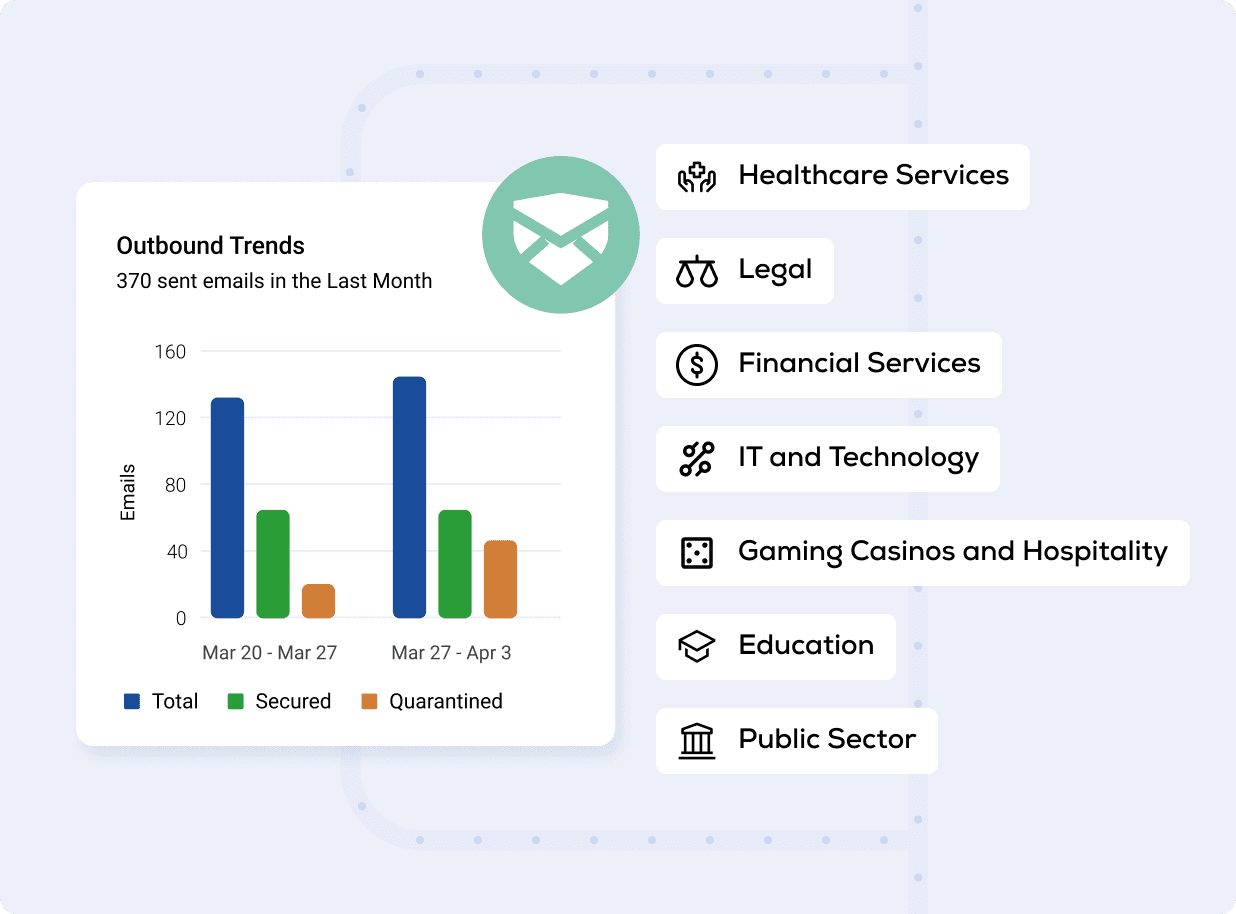 Outbound Trends
370 sent emails in the Last Month
160
120
80
40
0
Emails
Mar 20 - Mar 27
Mar 27 - Apr 3
Total
Secured
Quarantined
Healthcare Services
Legal
Financial Services
IT and Technology
Gaming Casinos and Hospitality
Education
Public Sector